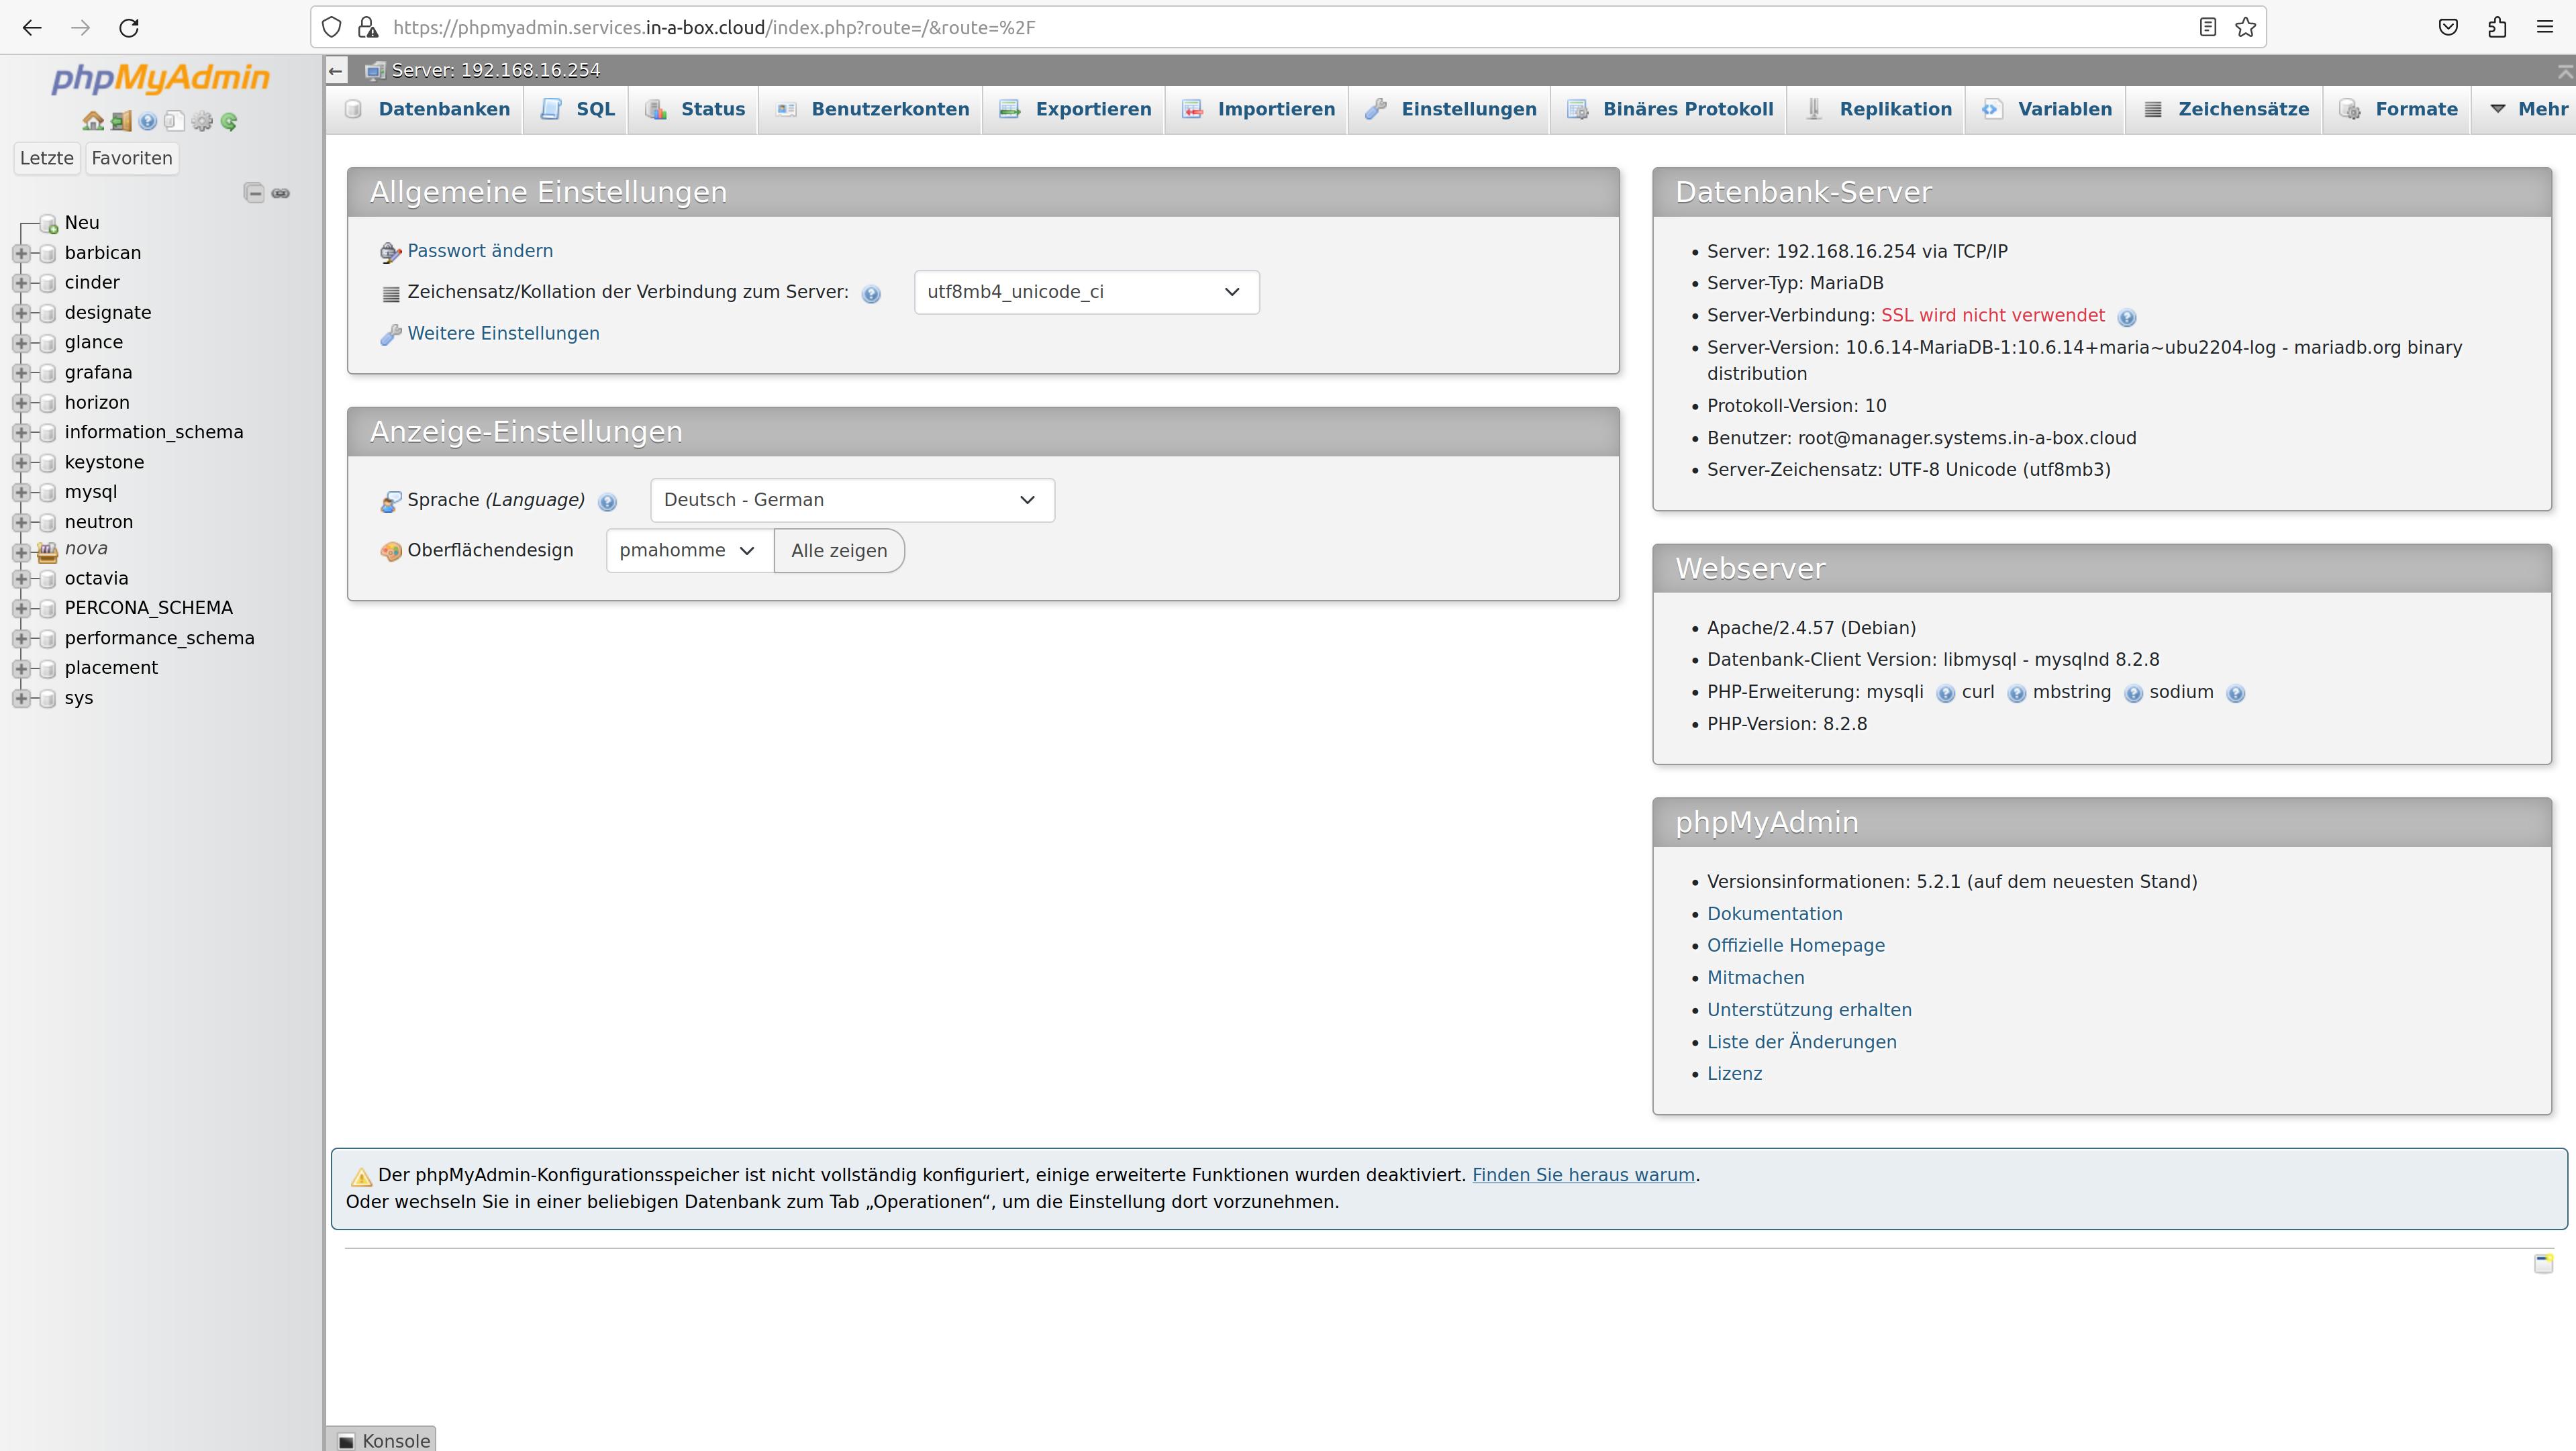 https://phpmyadmin.services.in-a-box.cloud/index.php?route=/&route=%2F
phpMyAdmin
Letzte Favoriten
Neu
barbican
cinder
designate
glance
grafana
horizon
information_schema
keystone
mysql
neutron
nova
octavia
PERCONA_SCHEMA
performance_schema
placement
sys
Server: 192.168.16.254
Datenbanken SQL Status Benutzerkonten Exportieren Importieren Einstellungen Binäres Protokoll Replikation Variablen Zeichensätze Formate Mehr
Allgemeine Einstellungen
Passwort ändern
Zeichensatz/Kollation der Verbindung zum Server: utf8mb4_unicode_ci
Weitere Einstellungen
Anzeige-Einstellungen
Sprache (Language) Deutsch - German
Oberflächendesign pmahomme Alle zeigen
Datenbank-Server
• Server: 192.168.16.254 via TCP/IP
• Server-Typ: MariaDB
• Server-Verbindung: SSL wird nicht verwendet
• Server-Version: 10.6.14-MariaDB-1:10.6.14+maria~ubu2204-log - mariadb.org binary
distribution
• Protokoll-Version: 10
• Benutzer: root@manager.systems.in-a-box.cloud
• Server-Zeichensatz: UTF-8 Unicode (utf8mb3)
Webserver
• Apache/2.4.57 (Debian)
• Datenbank-Client Version: libmysql - mysqlnd 8.2.8
• PHP-Erweiterung: mysqli curl mbstring sodium
• PHP-Version: 8.2.8
phpMyAdmin
• Versionsinformationen: 5.2.1 (auf dem neuesten Stand)
• Dokumentation
• Offizielle Homepage
• Mitmachen
• Unterstützung erhalten
• Liste der Änderungen
• Lizenz
Der phpMyAdmin-Konfigurationsspeicher ist nicht vollständig konfiguriert, einige erweiterte Funktionen wurden deaktiviert. Finden Sie heraus warum.
Oder wechseln Sie in einer beliebigen Datenbank zum Tab „Operationen“, um die Einstellung dort vorzunehmen.
Konsole